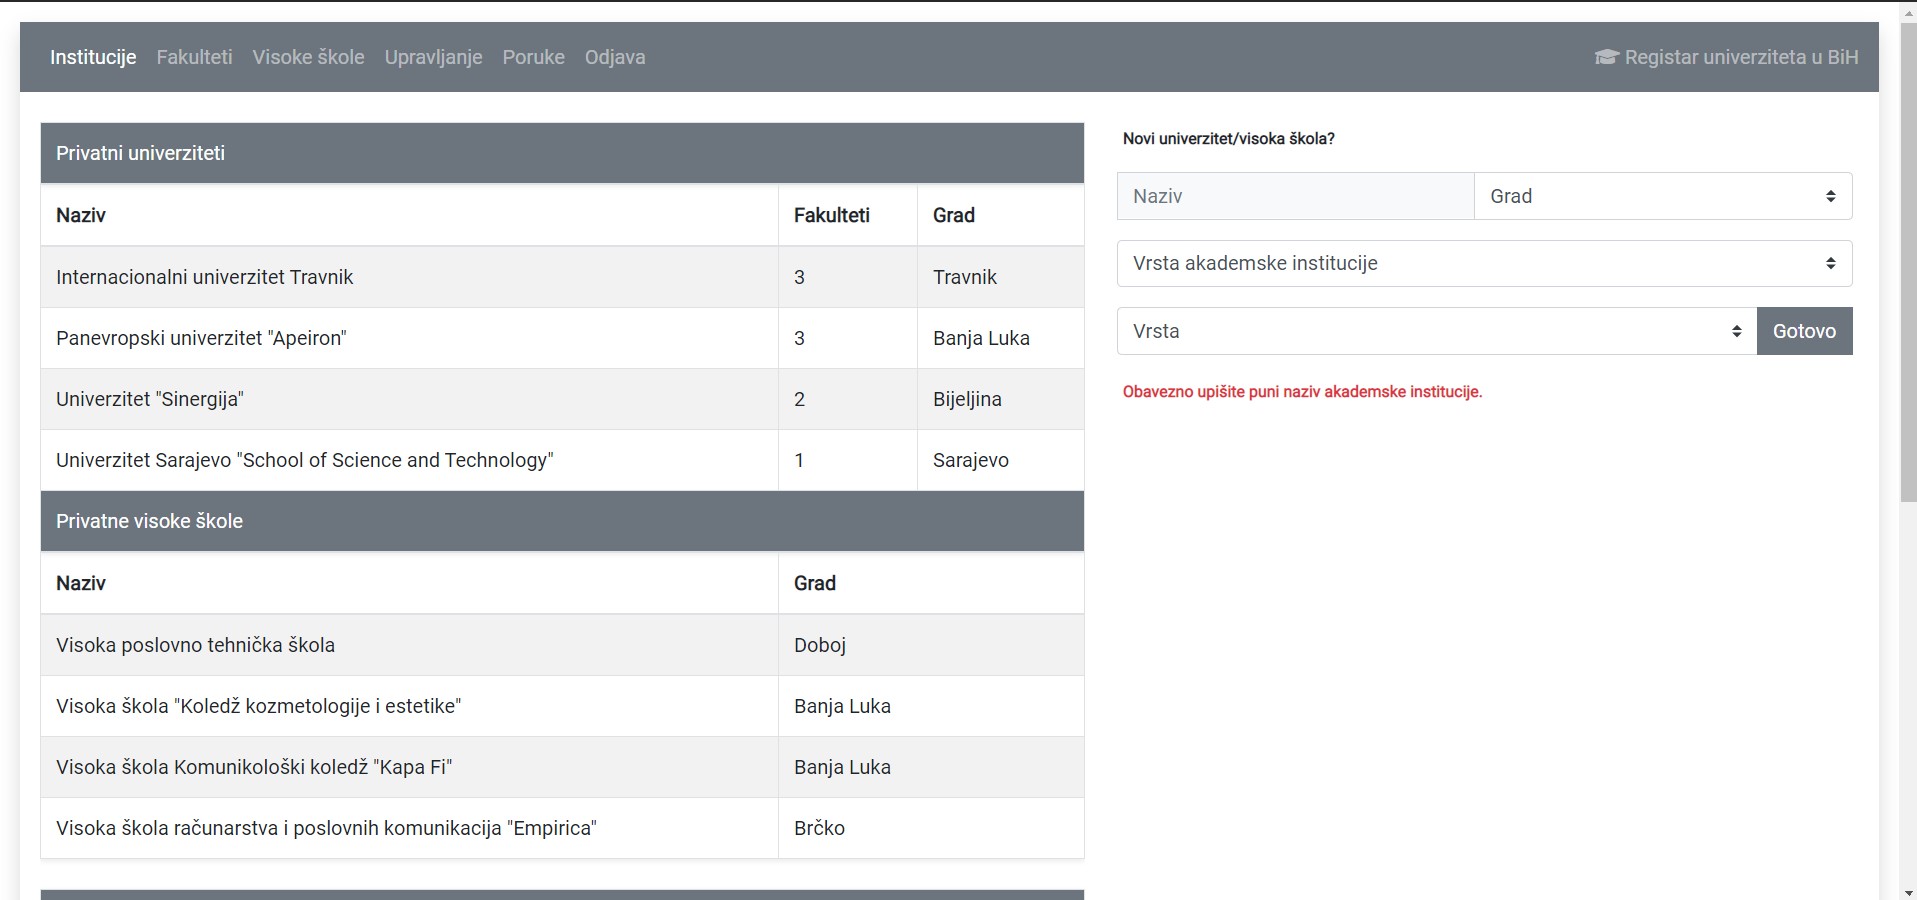 Institucije Fakulteti Visoke škole Upravljanje Poruke Odjava Registar univerziteta u BiH
Privatni univerziteti
Naziv Fakulteti Grad
Internacionalni univerzitet Travnik 3 Travnik
Panevropski univerzitet "Apeiron" 3 Banja Luka
Univerzitet "Sinergija" 2 Bijeljina
Univerzitet Sarajevo "School of Science and Technology" 1 Sarajevo
Privatne visoke škole
Naziv Grad
Visoka poslovno tehnička škola Doboj
Visoka škola "Koledž kozmetologije i estetike" Banja Luka
Visoka škola Komunikološki koledž "Kapa Fi" Banja Luka
Visoka škola računarstva i poslovnih komunikacija "Empirica" Brčko
Novi univerzitet/visoka škola?
Naziv Grad
Vrsta akademske institucije
Vrsta Gotovo
Obavezno upišite puni naziv akademske institucije.